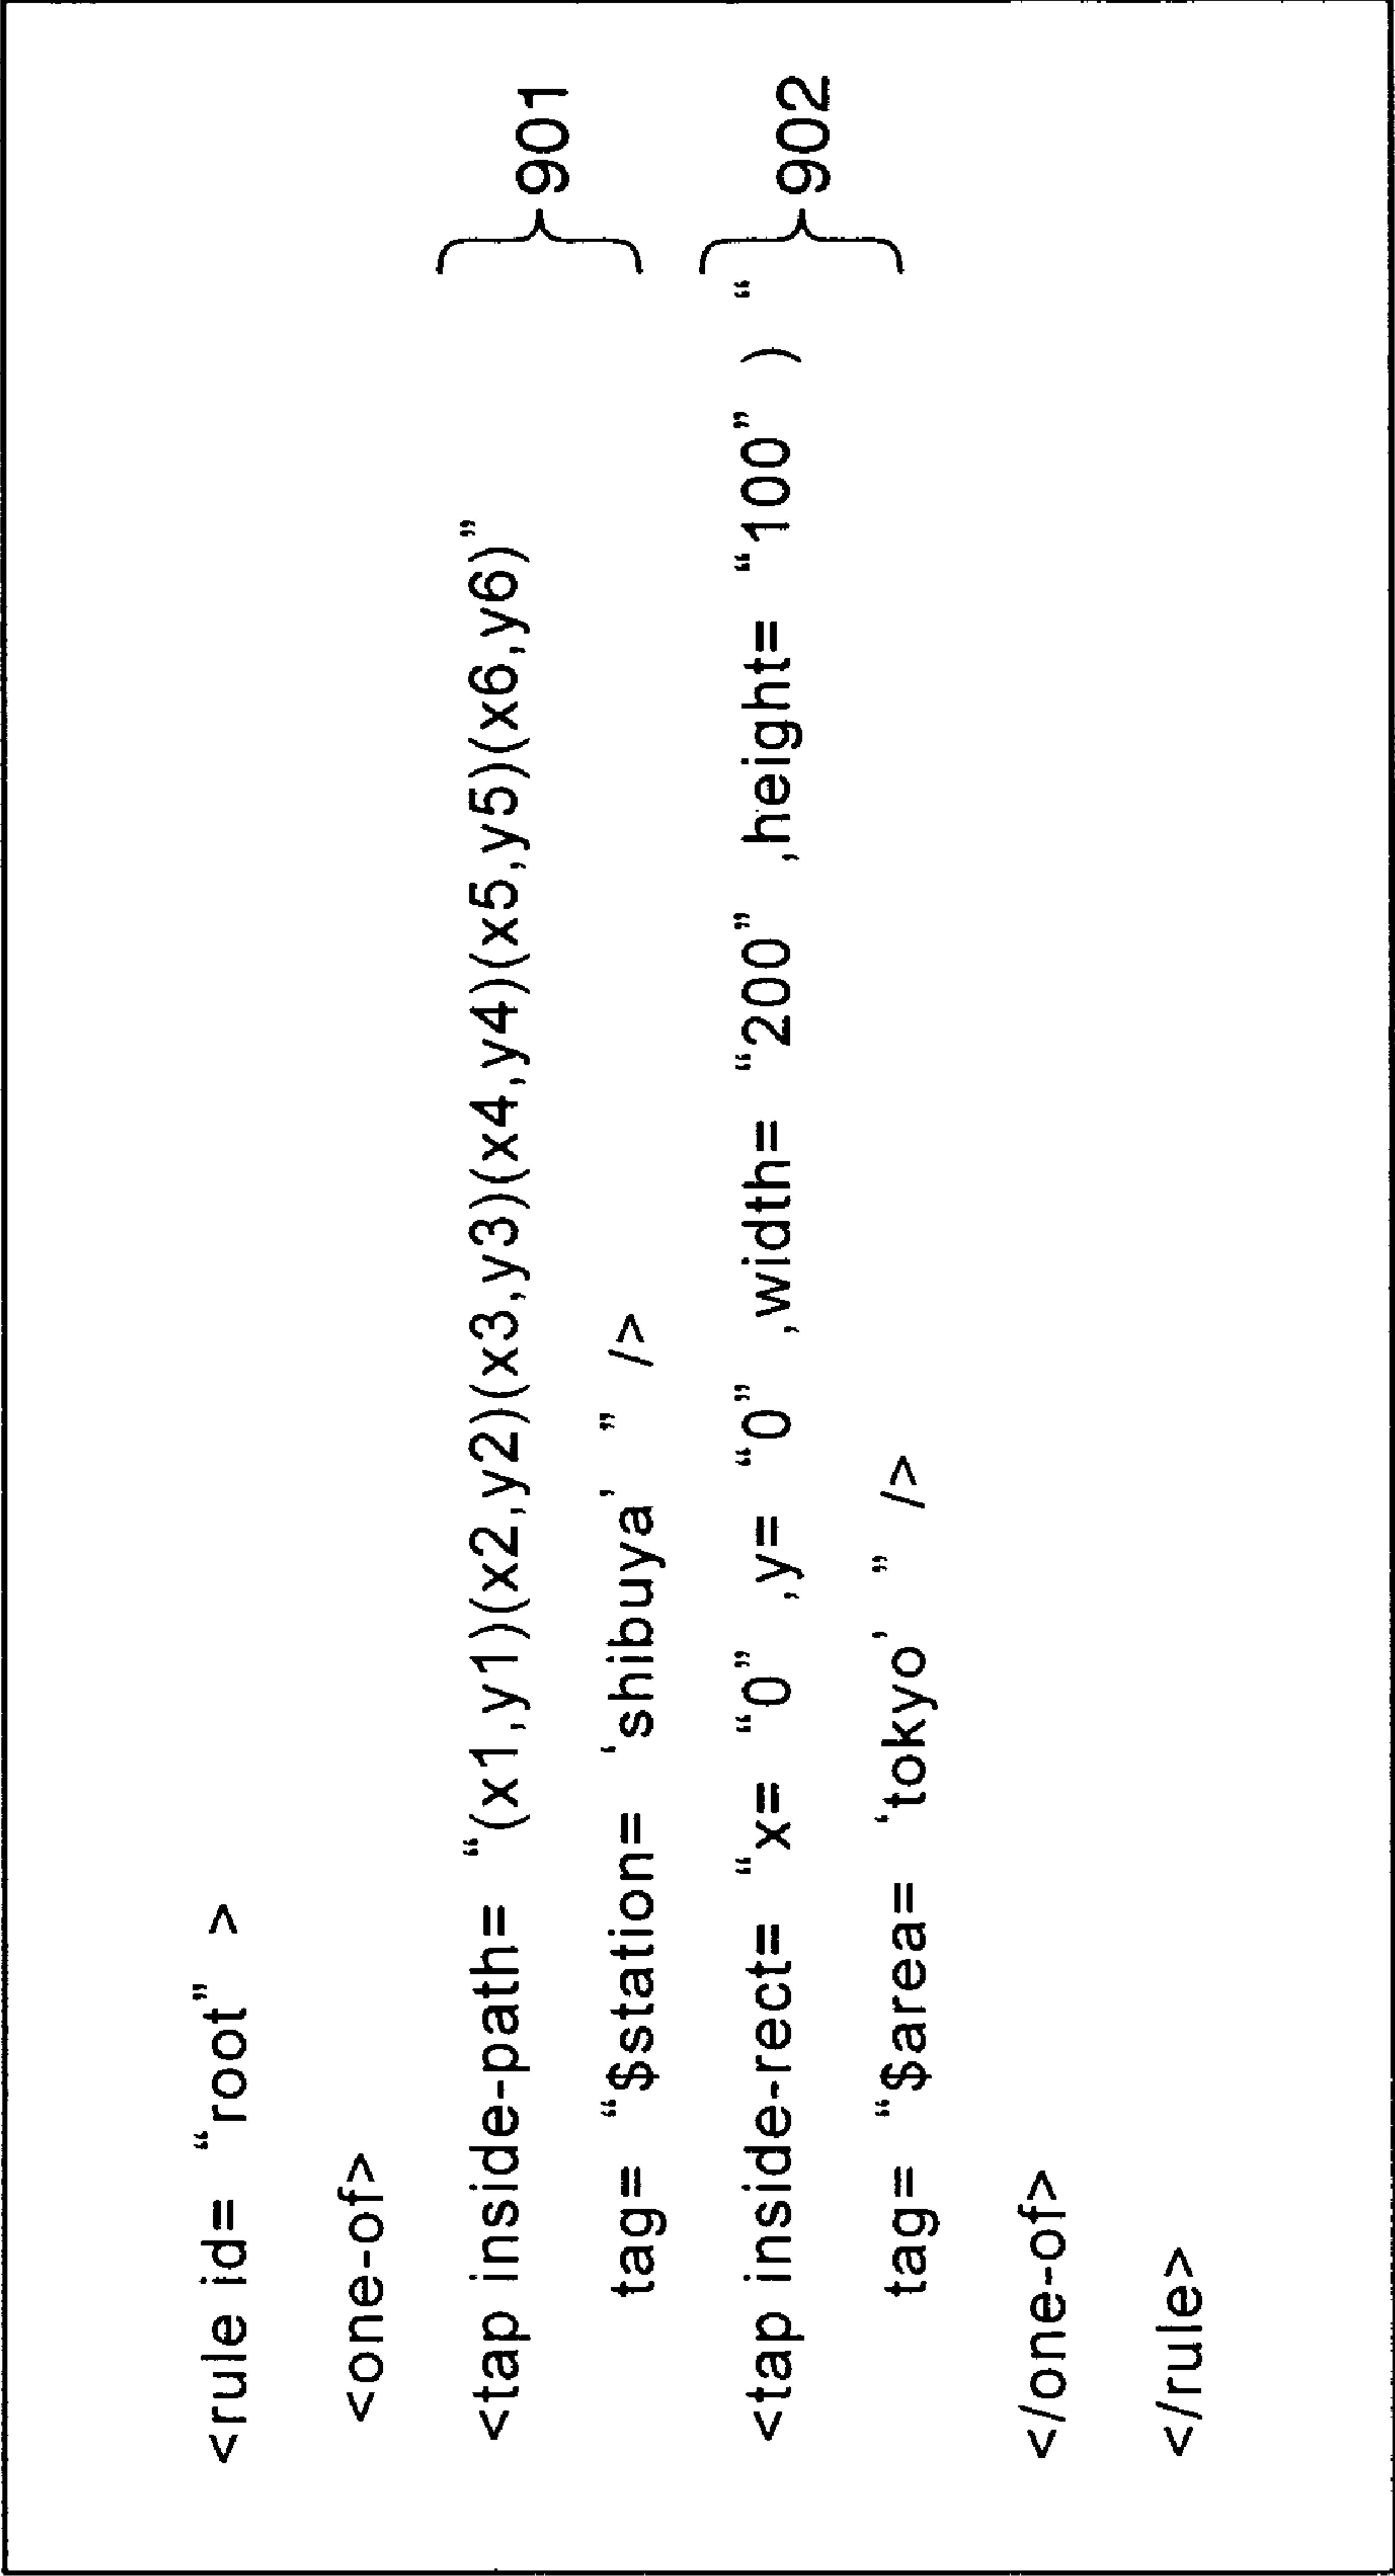 <rule id= “root” >
<one-of>
<tap inside-path= “(x1,y1)(x2,y2)(x3,y3)(x4,y4)(x5,y5)(x6,y6)”
tag= “$station= ‘shibuya’ ” />
901
<tap inside-rect= “x= “0” ,y= “0” ,width= “200” ,height= “100” ) “
tag= “$area= ‘tokyo’ ” />
902
</one-of>
</rule>